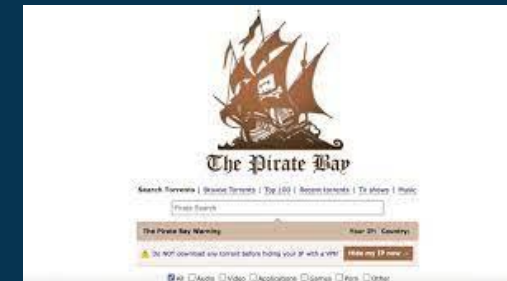 The Pirate Bay
Search Torrents | Browse Torrents | Top 100 | Recent torrents | TV shows | Music
Pirate Search
The Pirate Bay Warning Your IP: Country:
Do NOT download any torrent before hiding your IP with a VPN! Hide my IP now
All Audio Video Applications Games Porn Other